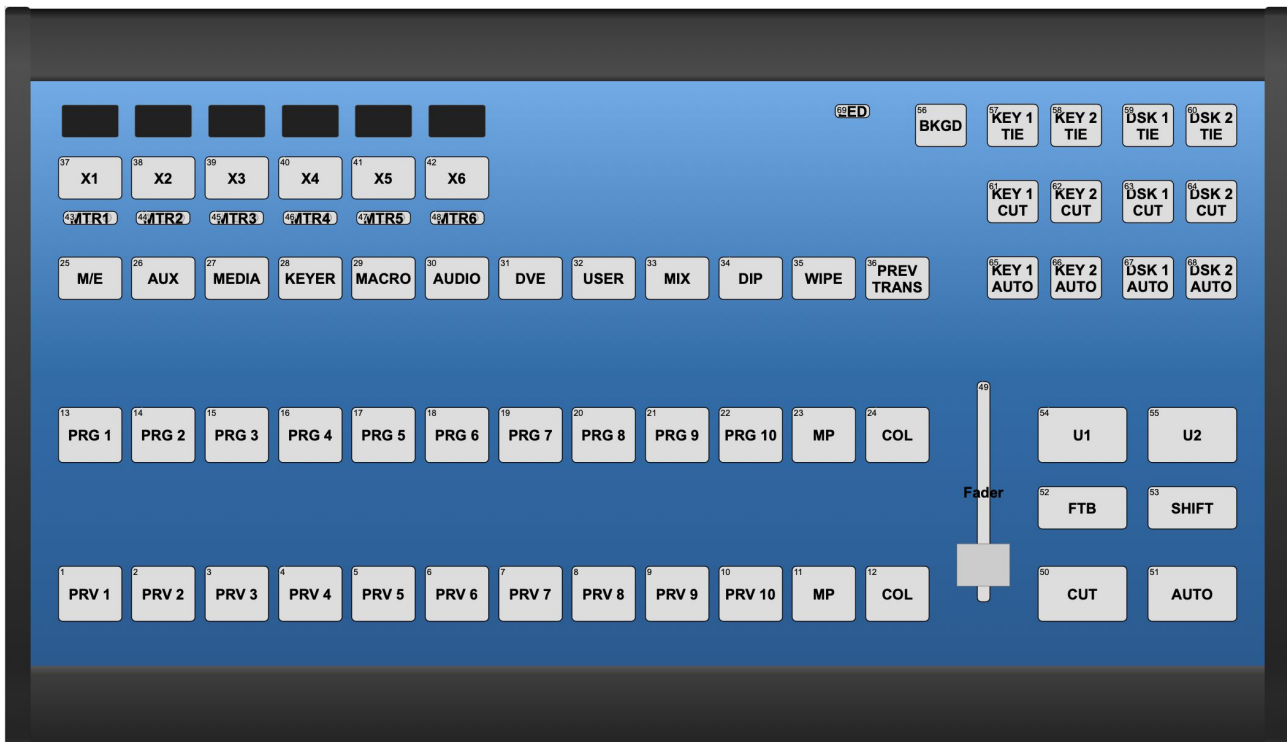 69 ED
56 BKGD
57 KEY 1 TIE
58 KEY 2 TIE
59 DSK 1 TIE
60 DSK 2 TIE
37 X1
38 X2
39 X3
40 X4
41 X5
42 X6
61 KEY 1 CUT
62 KEY 2 CUT
63 DSK 1 CUT
64 DSK 2 CUT
43 MTR1
44 MTR2
45 MTR3
46 MTR4
47 MTR5
48 MTR6
25 M/E
26 AUX
27 MEDIA
28 KEYER
29 MACRO
30 AUDIO
31 DVE
32 USER
33 MIX
34 DIP
35 WIPE
36 PREV TRANS
65 KEY 1 AUTO
66 KEY 2 AUTO
67 DSK 1 AUTO
68 DSK 2 AUTO
13 PRG 1
14 PRG 2
15 PRG 3
16 PRG 4
17 PRG 5
18 PRG 6
19 PRG 7
20 PRG 8
21 PRG 9
22 PRG 10
23 MP
24 COL
49
Fader
54 U1
55 U2
52 FTB
53 SHIFT
1 PRV 1
2 PRV 2
3 PRV 3
4 PRV 4
5 PRV 5
6 PRV 6
7 PRV 7
8 PRV 8
9 PRV 9
10 PRV 10
11 MP
12 COL
50 CUT
51 AUTO